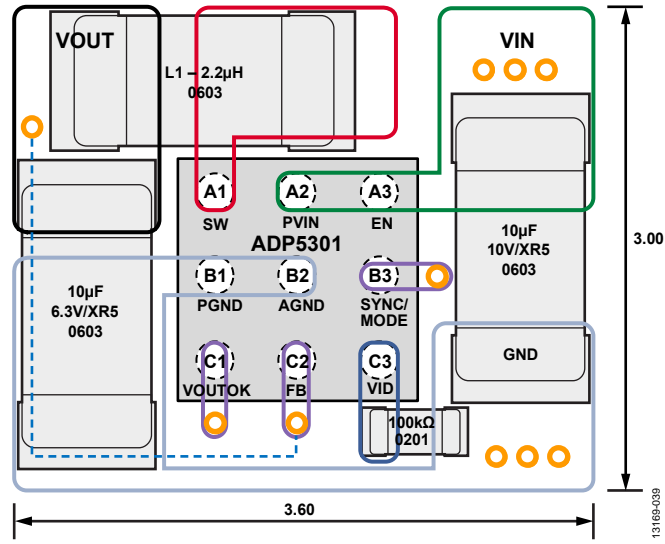 VOUT
L1 – 2.2µH
0603
VIN
A1
A2
A3
SW
PVIN
EN
ADP5301
10µF
10V/XR5
0603
3.00
B1
B2
B3
PGND
AGND
SYNC/
MODE
10µF
6.3V/XR5
0603
C1
C2
C3
VOUTOK
FB
VID
GND
100kΩ
0201
3.60
13169-039